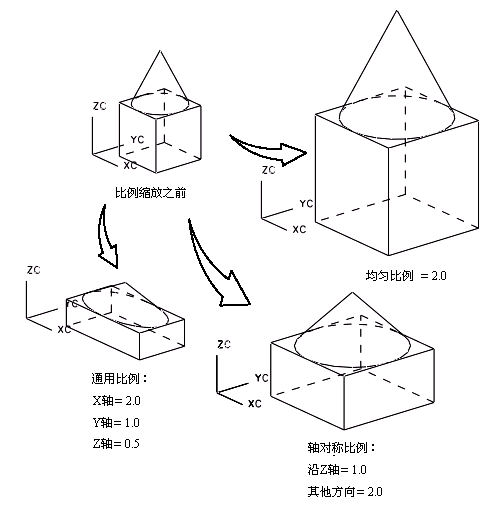 ZC
YC
XC
比例缩放之前
ZC
YC
XC
均匀比例 = 2.0
ZC
YC
XC
通用比例：
X轴= 2.0
Y轴= 1.0
Z轴= 0.5
ZC
YC
XC
轴对称比例：
沿Z轴= 1.0
其他方向= 2.0